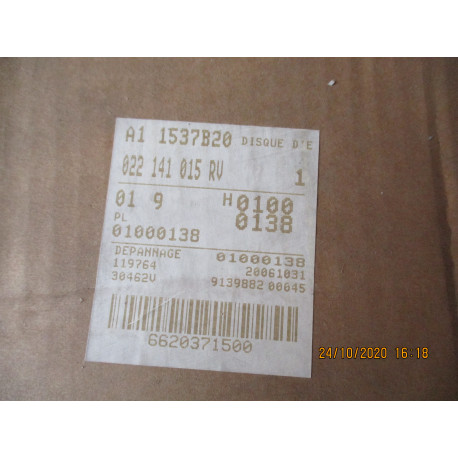 A1 1537B20 DISQUE D'E
022 141 015 RV 1
01 9 H 0100
PL 0138
01000138
DEPANNAGE 01000138
119764 20061031
30462V 9139882 00045
6620371500
24/10/2020 16:18